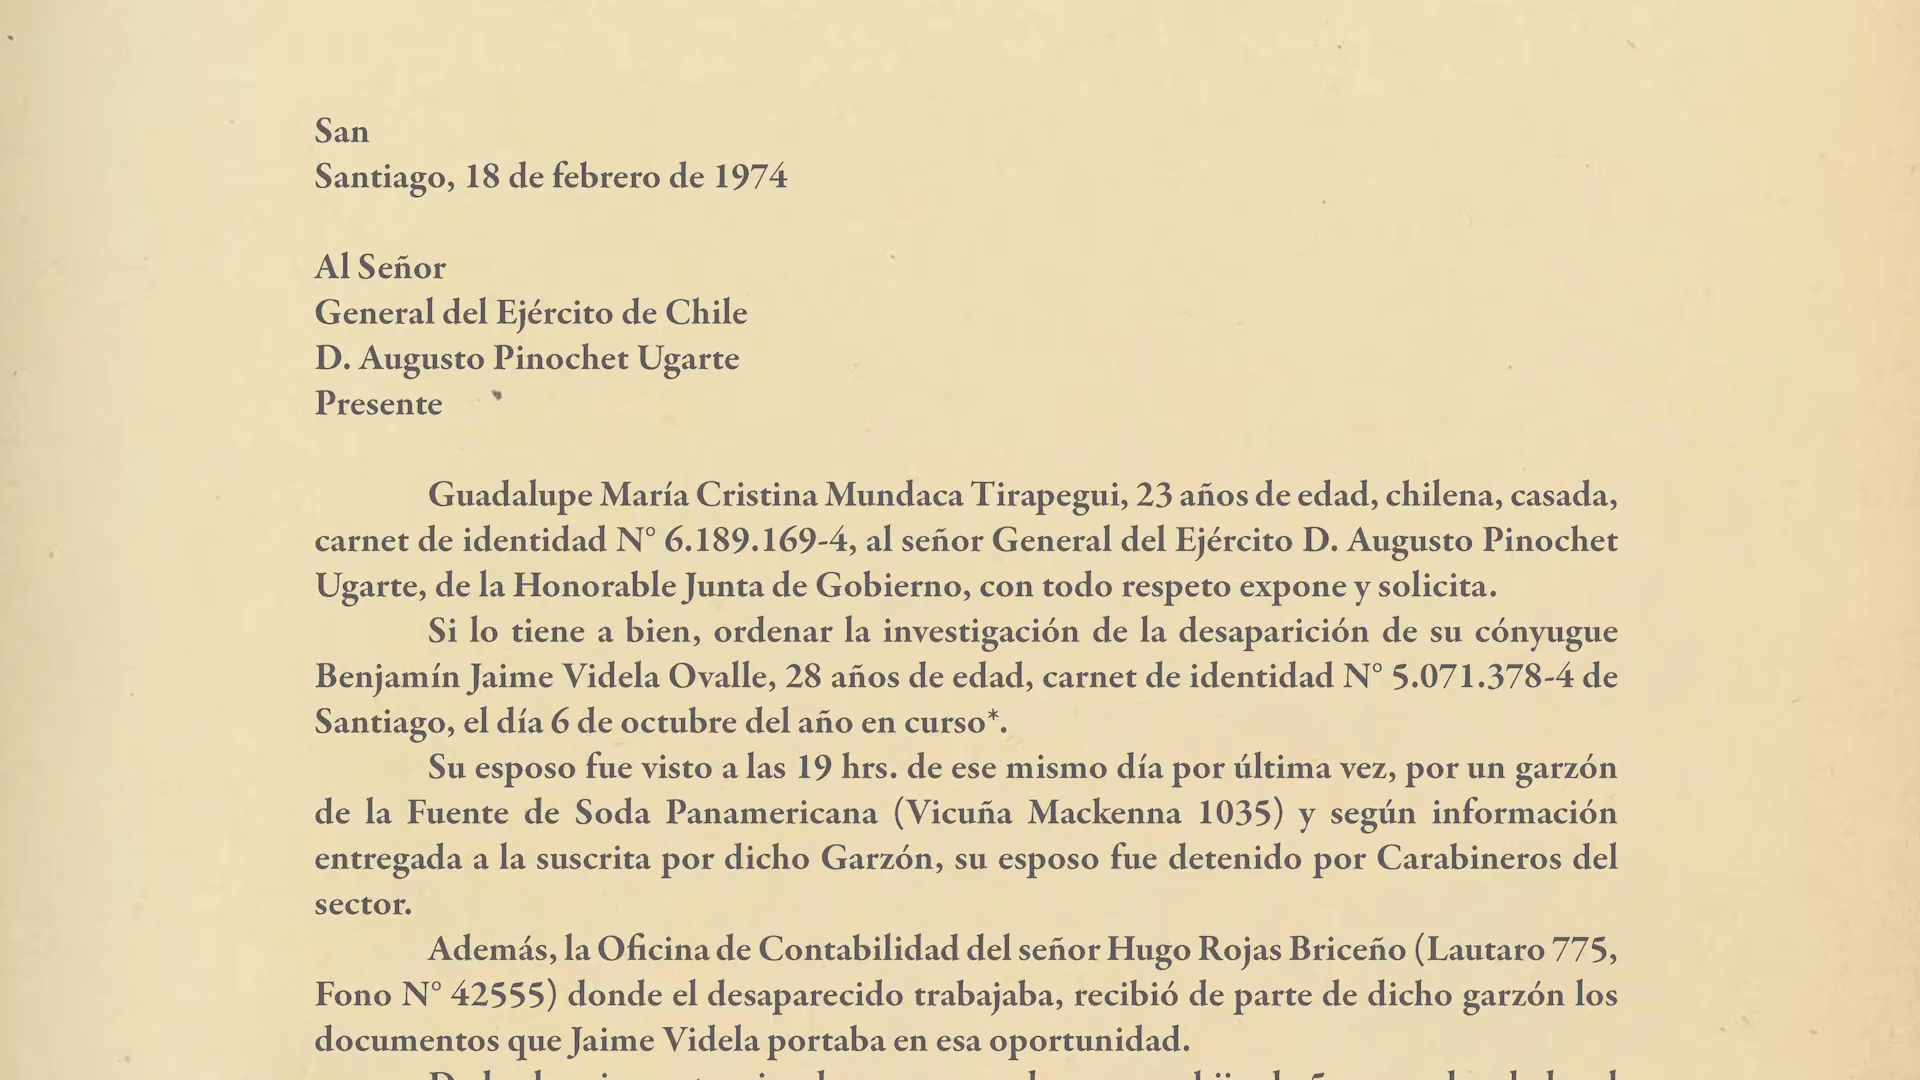 San
Santiago, 18 de febrero de 1974
Al Señor
General del Ejército de Chile
D. Augusto Pinochet Ugarte
Presente
Guadalupe María Cristina Mundaca Tirapegui, 23 años de edad, chilena, casada,
carnet de identidad N° 6.189.169-4, al señor General del Ejército D. Augusto Pinochet
Ugarte, de la Honorable Junta de Gobierno, con todo respeto expone y solicita.
Si lo tiene a bien, ordenar la investigación de la desaparición de su cónyugue
Benjamín Jaime Videla Ovalle, 28 años de edad, carnet de identidad N° 5.071.378-4 de
Santiago, el día 6 de octubre del año en curso*.
Su esposo fue visto a las 19 hrs. de ese mismo día por última vez, por un garzón
de la Fuente de Soda Panamericana (Vicuña Mackenna 1035) y según información
entregada a la suscrita por dicho Garzón, su esposo fue detenido por Carabineros del
sector.
Además, la Oficina de Contabilidad del señor Hugo Rojas Briceño (Lautaro 775,
Fono N° 42555) donde el desaparecido trabajaba, recibió de parte de dicho garzón los
documentos que Jaime Videla portaba en esa oportunidad.